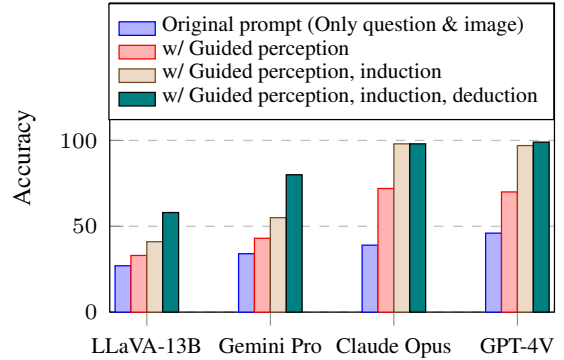 Original prompt (Only question & image)
w/ Guided perception
w/ Guided perception, induction
w/ Guided perception, induction, deduction
Accuracy
100
50
0
LLaVA-13B Gemini Pro Claude Opus GPT-4V